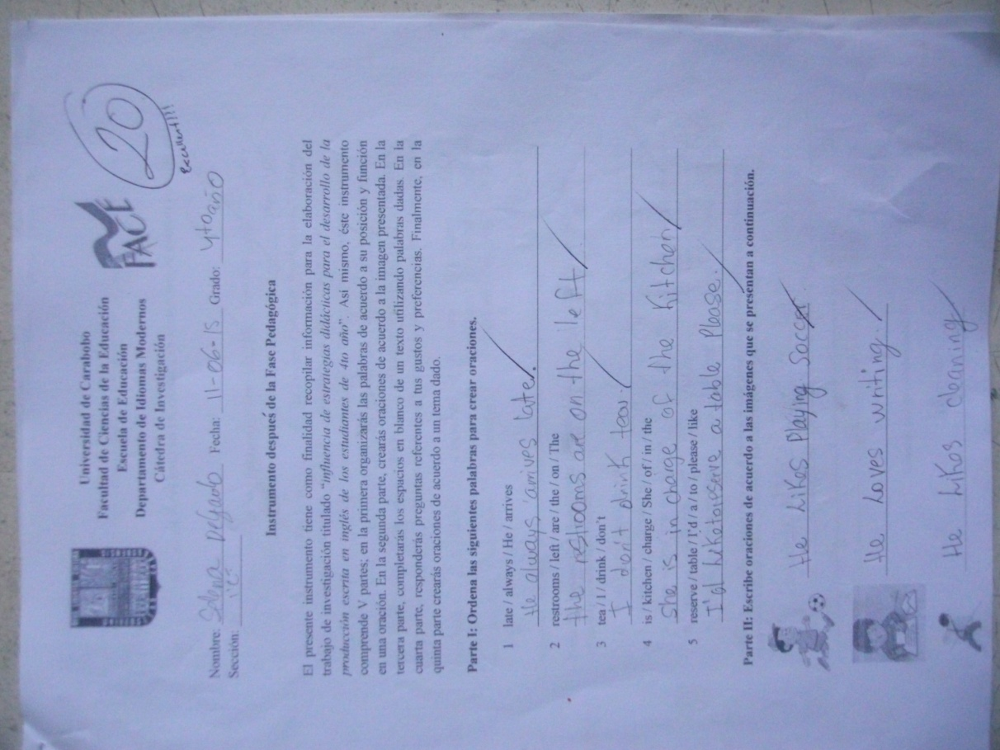 Universidad de Carabobo
Facultad de Ciencias de la Educación
Escuela de Educación
Departamento de Idiomas Modernos
Cátedra de Investigación
FACE
20
Excellent!!!
Nombre: Delgado Fecha: 11-06-15 Grado: 4to año
Sección:
Instrumento después de la Fase Pedagógica
El presente instrumento tiene como finalidad recopilar información para la elaboración del
trabajo de investigación titulado “influencia de estrategias didácticas para el desarrollo de la
producción escrita en inglés de los estudiantes de 4to año”. Así mismo, éste instrumento
comprende V partes; en la primera organizarás las palabras de acuerdo a su posición y función
en una oración. En la segunda parte, crearás oraciones de acuerdo a la imagen presentada. En la
tercera parte, completarás los espacios en blanco de un texto utilizando palabras dadas. En la
cuarta parte, responderás preguntas referentes a tus gustos y preferencias. Finalmente, en la
quinta parte crearás oraciones de acuerdo a un tema dado.
Parte I: Ordena las siguientes palabras para crear oraciones.
1 late / always / He / arrives
He always arrives late.
2 restrooms / left / are / the / on / The
the restrooms are on the left.
3 tea / I / drink / don't
I don't drink tea.
4 is / kitchen / charge / She / of / in / the
She is in charge of the kitchen
5 reserve / table / I'd / a / to / please / like
I'd like to reserve a table Please.
Parte II: Escribe oraciones de acuerdo a las imágenes que se presentan a continuación.
He Likes Playing Soccer.
He Loves writing.
He Likes cleaning